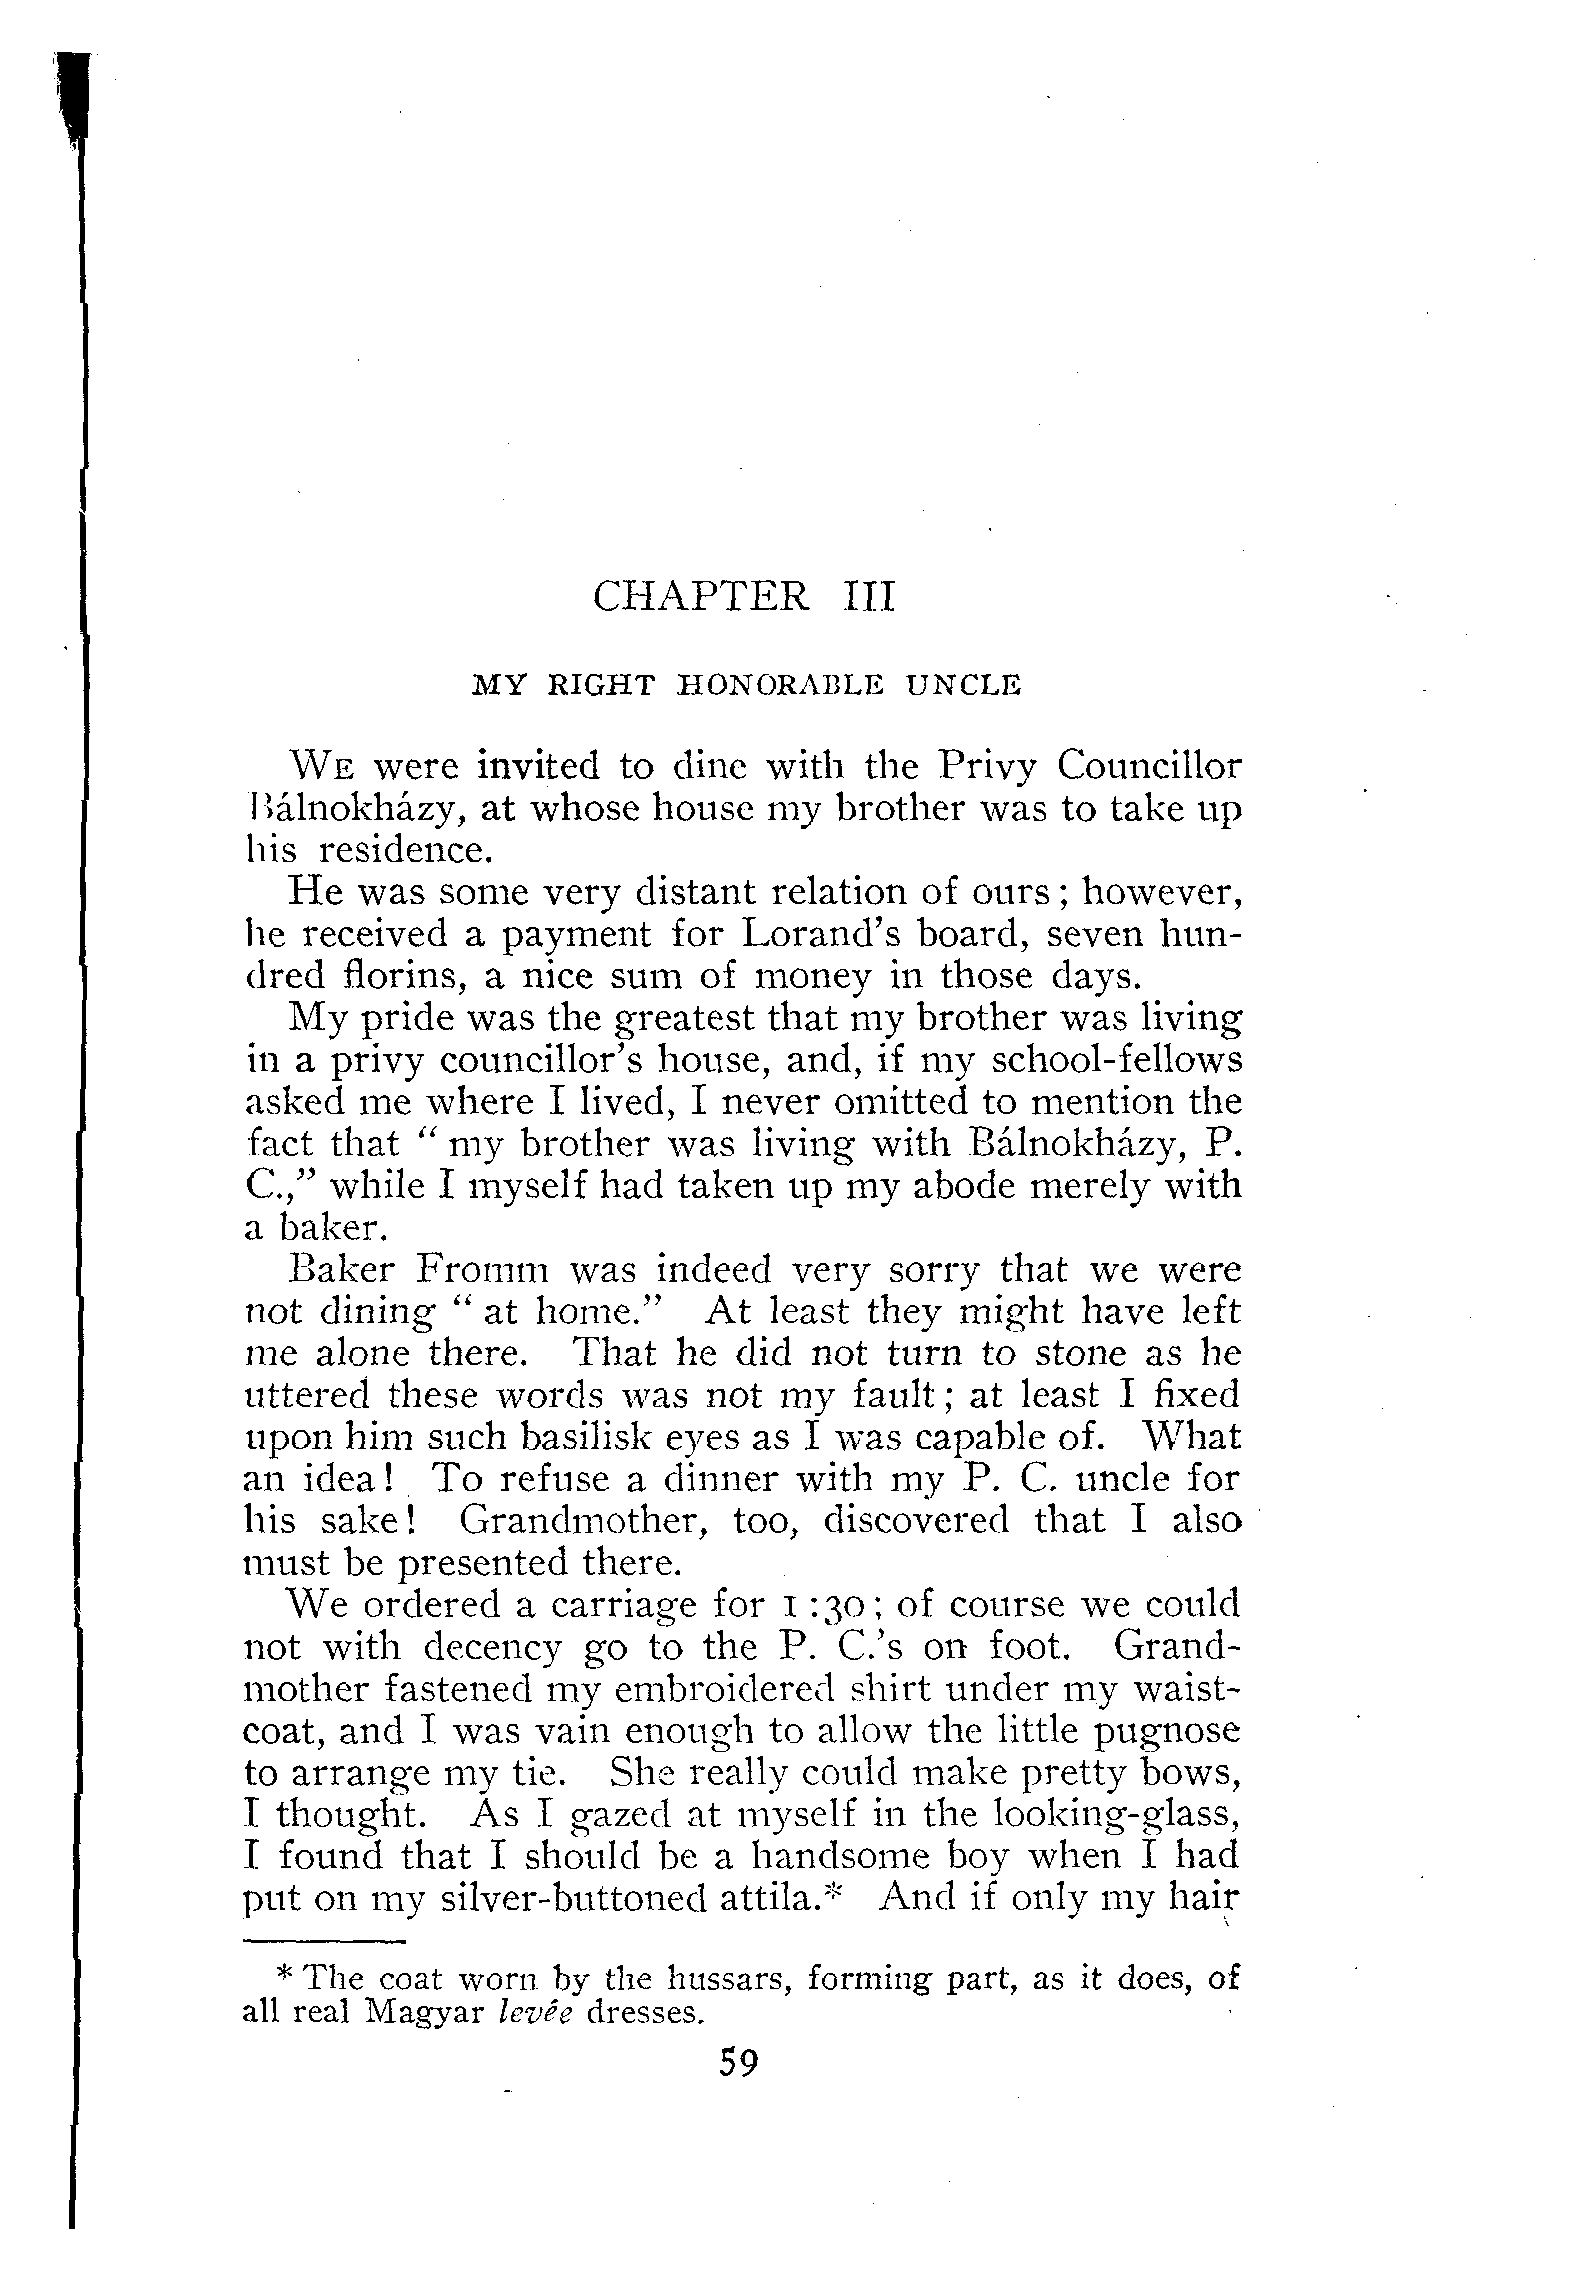 CHAPTER III
MY RIGHT HONORABLE UNCLE
WE were invited to dine with the Privy Councillor
Bálnokházy, at whose house my brother was to take up
his residence.
He was some very distant relation of ours; however,
he received a payment for Lorand's board, seven hun-
dred florins, a nice sum of money in those days.
My pride was the greatest that my brother was living
in a privy councillor's house, and, if my school-fellows
asked me where I lived, I never omitted to mention the
fact that “my brother was living with Bálnokházy, P.
C.,” while I myself had taken up my abode merely with
a baker.
Baker Fromm was indeed very sorry that we were
not dining “at home.” At least they might have left
me alone there. That he did not turn to stone as he
uttered these words was not my fault; at least I fixed
upon him such basilisk eyes as I was capable of. What
an idea! To refuse a dinner with my P. C. uncle for
his sake! Grandmother, too, discovered that I also
must be presented there.
We ordered a carriage for 1:30; of course we could
not with decency go to the P. C.'s on foot. Grand-
mother fastened my embroidered shirt under my waist-
coat, and I was vain enough to allow the little pugnose
to arrange my tie. She really could make pretty bows,
I thought. As I gazed at myself in the looking-glass,
I found that I should be a handsome boy when I had
put on my silver-buttoned attila.* And if only my hair
* The coat worn by the hussars, forming part, as it does, of
all real Magyar levée dresses.
59